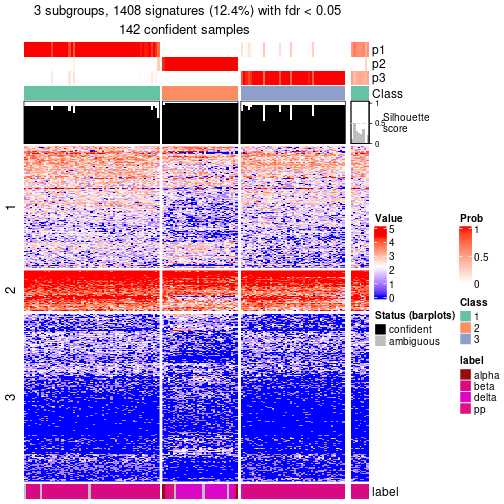 3 subgroups, 1408 signatures (12.4%) with fdr < 0.05
142 confident samples
p1
p2
p3
Class
1
0.5
0
Silhouette
score
1
2
3
label
Value
5
4
3
2
1
0
Status (barplots)
confident
ambiguous
Prob
1
0.5
0
Class
1
2
3
label
alpha
beta
delta
pp